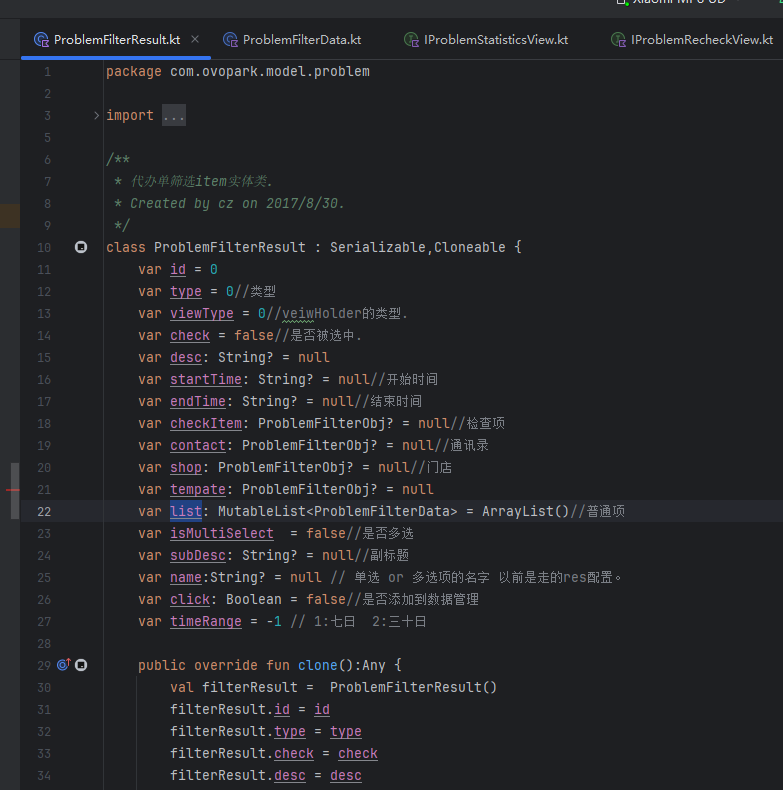 ProblemFilterResult.kt
ProblemFilterData.kt
IProblemStatisticsView.kt
IProblemRecheckView.kt
1 package com.ovopark.model.problem
2
3 import ...
5
6 /**
7 * 代办单筛选item实体类.
8 * Created by cz on 2017/8/30.
9 */
10 class ProblemFilterResult : Serializable,Cloneable {
11 var id = 0
12 var type = 0//类型
13 var viewType = 0//veiwHolder的类型.
14 var check = false//是否被选中.
15 var desc: String? = null
16 var startTime: String? = null//开始时间
17 var endTime: String? = null//结束时间
18 var checkItem: ProblemFilterObj? = null//检查项
19 var contact: ProblemFilterObj? = null//通讯录
20 var shop: ProblemFilterObj? = null//门店
21 var tempate: ProblemFilterObj? = null
22 var list: MutableList<ProblemFilterData> = ArrayList()//普通项
23 var isMultiSelect = false//是否多选
24 var subDesc: String? = null//副标题
25 var name:String? = null // 单选 or 多选项的名字 以前是走的res配置。
26 var click: Boolean = false//是否添加到数据管理
27 var timeRange = -1 // 1:七日 2:三十日
28
29 public override fun clone():Any {
30 val filterResult = ProblemFilterResult()
31 filterResult.id = id
32 filterResult.type = type
33 filterResult.check = check
34 filterResult.desc = desc